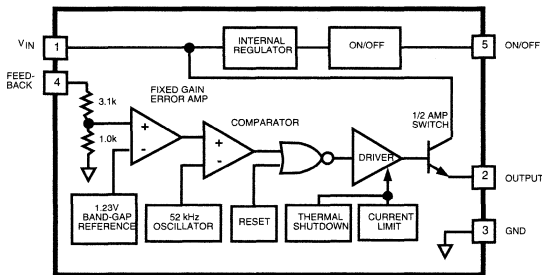 VIN
1
INTERNAL
REGULATOR
ON/OFF
5
ON/OFF
FEED-
BACK
4
3.1k
1.0k
FIXED GAIN
ERROR AMP
+
-
COMPARATOR
+
-
DRIVER
1/2 AMP
SWITCH
2
OUTPUT
1.23V
BAND-GAP
REFERENCE
52 kHz
OSCILLATOR
RESET
THERMAL
SHUTDOWN
CURRENT
LIMIT
3
GND